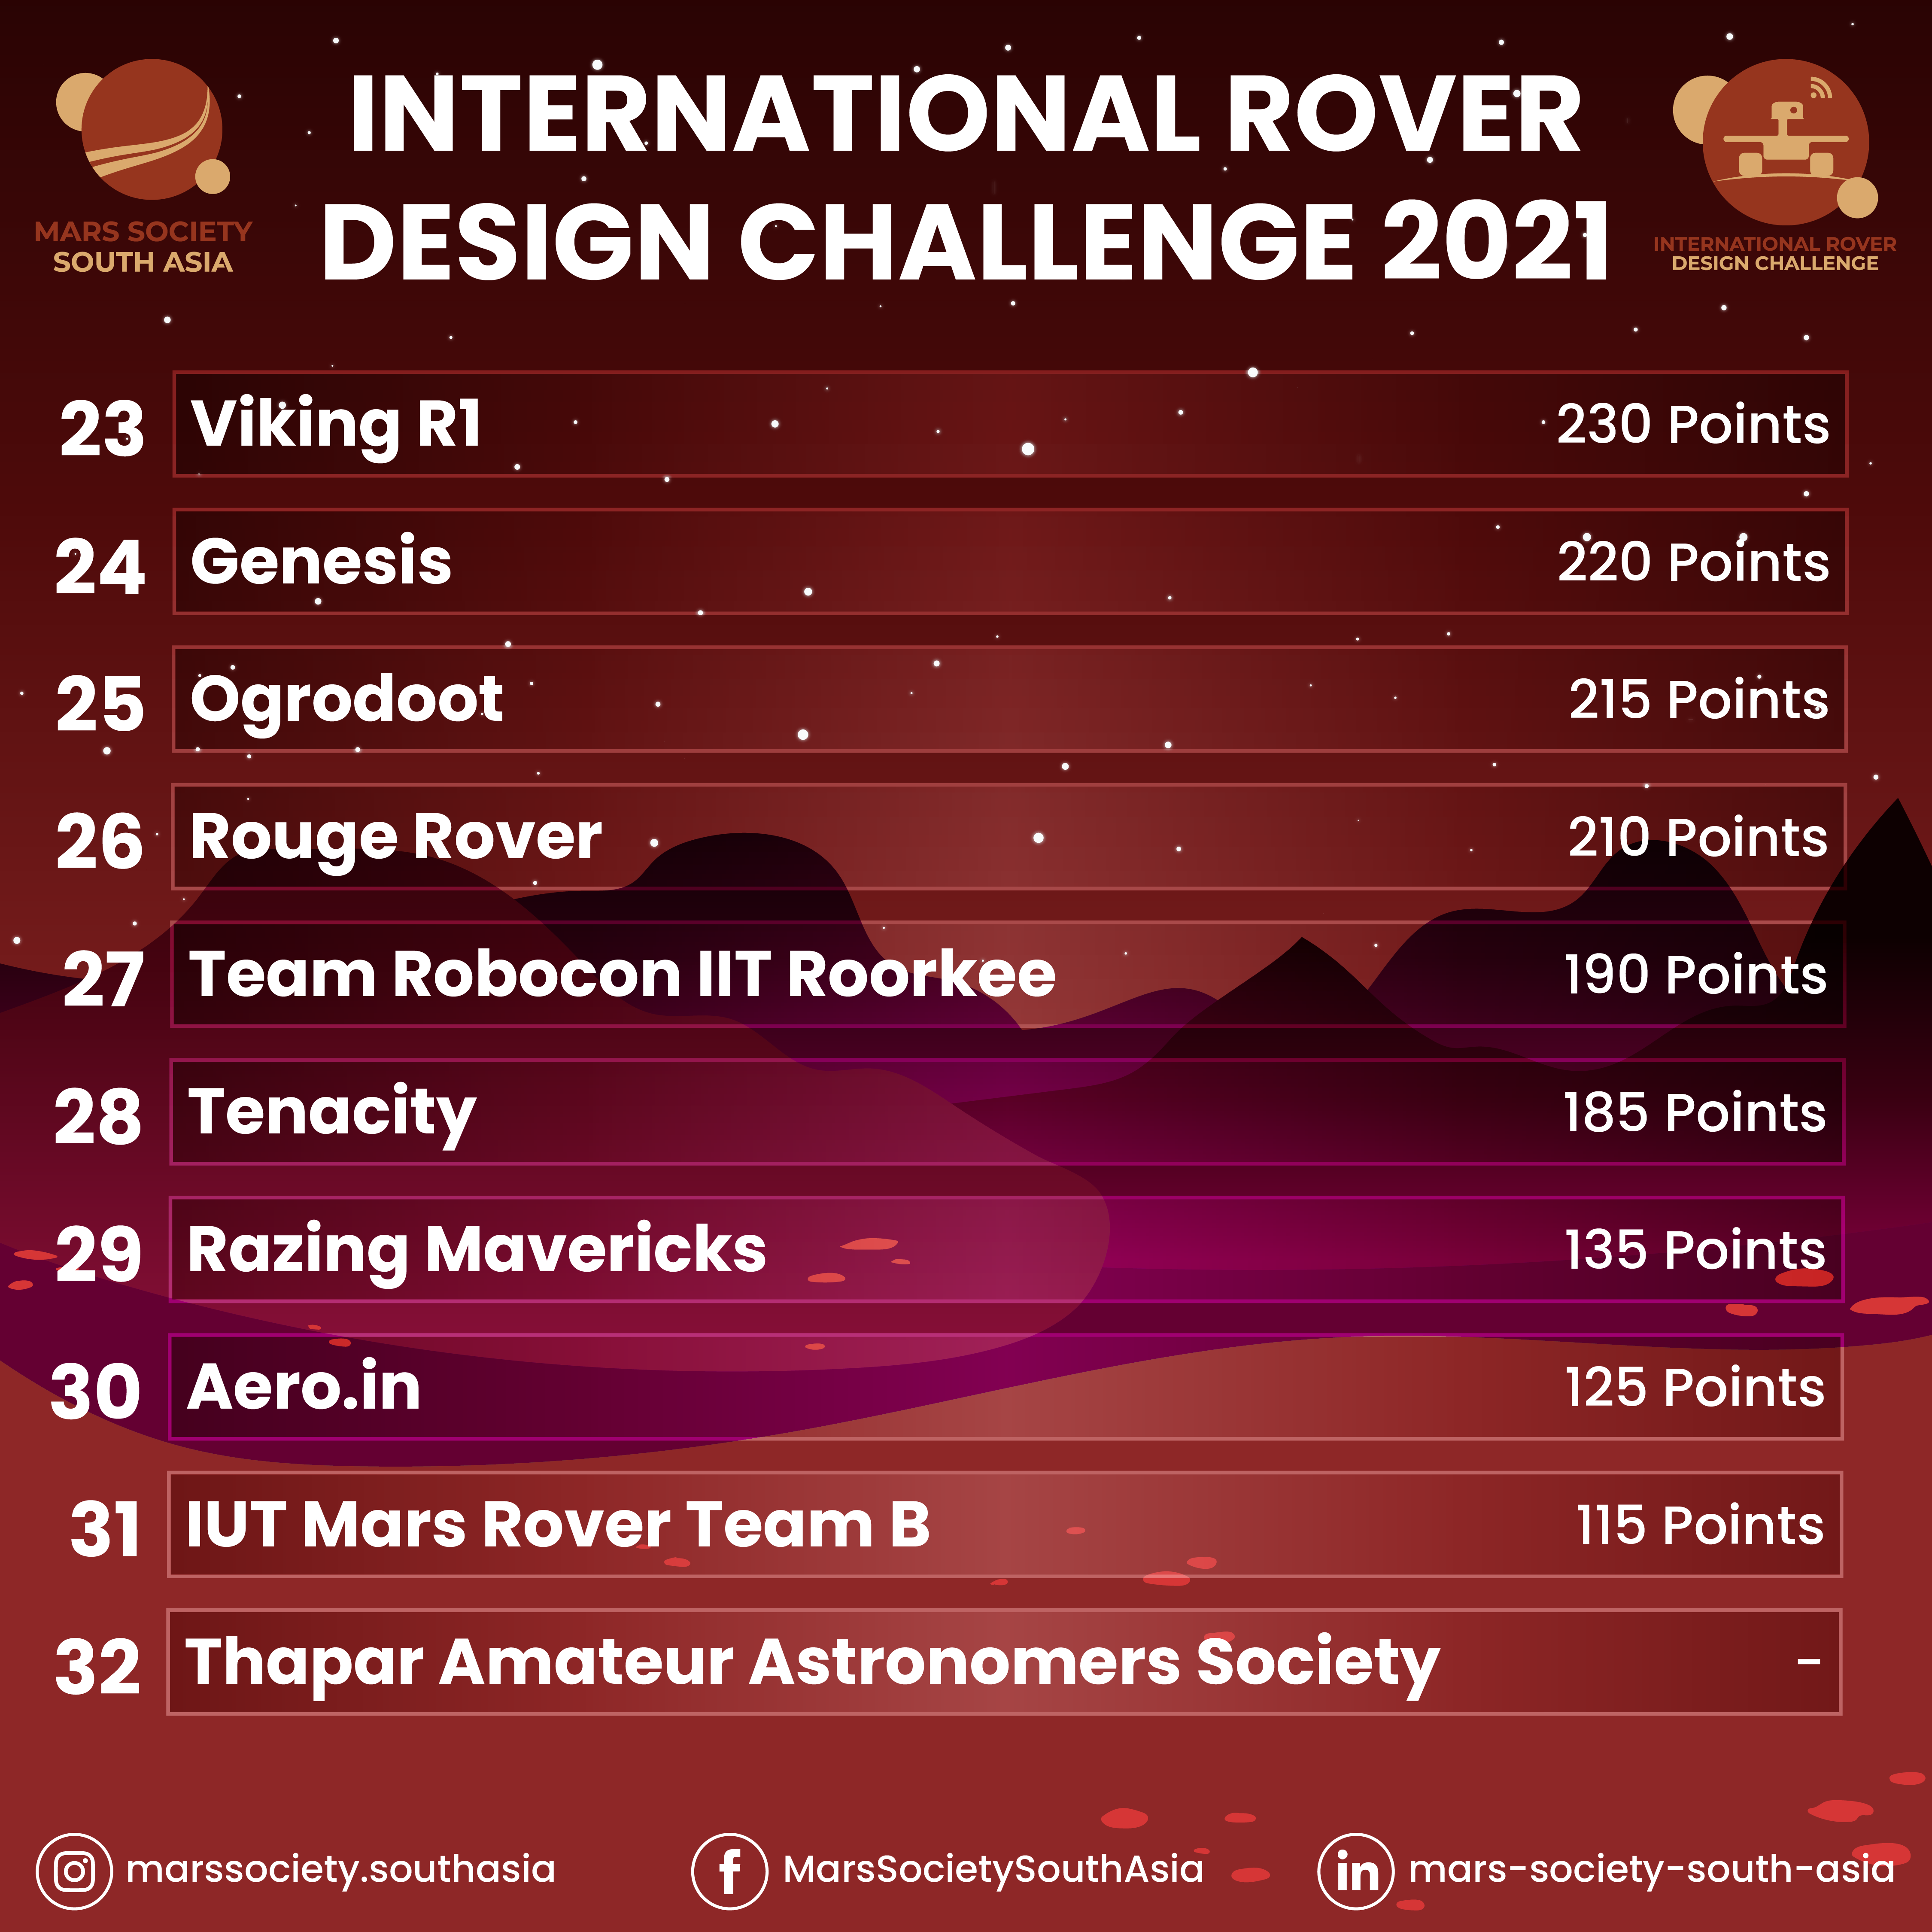 MARS SOCIETY
SOUTH ASIA
INTERNATIONAL ROVER
DESIGN CHALLENGE 2021
INTERNATIONAL ROVER
DESIGN CHALLENGE
23 Viking R1 230 Points
24 Genesis 220 Points
25 Ogrodoot 215 Points
26 Rouge Rover 210 Points
27 Team Robocon IIT Roorkee 190 Points
28 Tenacity 185 Points
29 Razing Mavericks 135 Points
30 Aero.in 125 Points
31 IUT Mars Rover Team B 115 Points
32 Thapar Amateur Astronomers Society -
marssociety.southasia MarsSocietySouthAsia mars-society-south-asia